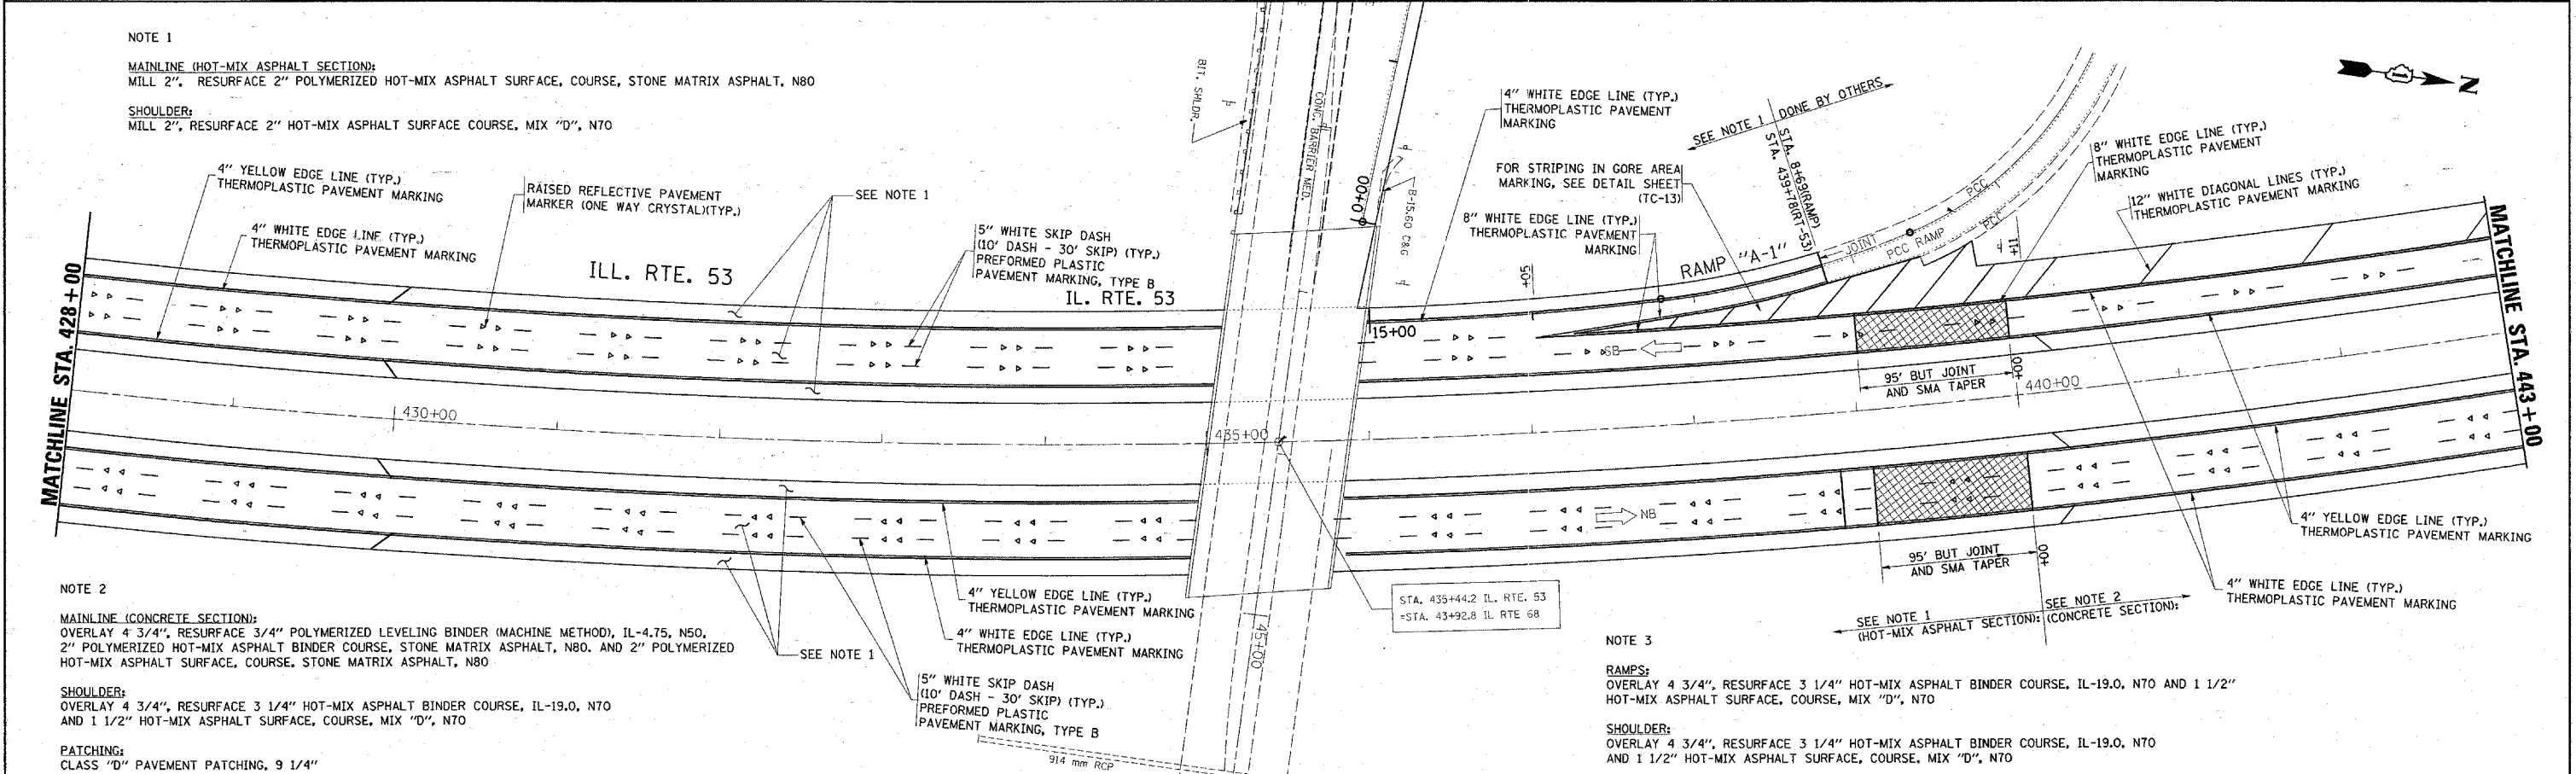 NOTE 1
MAINLINE (HOT-MIX ASPHALT SECTION):
MILL 2", RESURFACE 2" POLYMERIZED HOT-MIX ASPHALT SURFACE, COURSE, STONE MATRIX ASPHALT, N80
SHOULDER:
MILL 2", RESURFACE 2" HOT-MIX ASPHALT SURFACE COURSE, MIX "D", N70
4" YELLOW EDGE LINE (TYP.)
THERMOPLASTIC PAVEMENT MARKING
4" WHITE EDGE LINE (TYP.)
THERMOPLASTIC PAVEMENT MARKING
RAISED REFLECTIVE PAVEMENT
MARKER (ONE WAY CRYSTAL)(TYP.)
SEE NOTE 1
5" WHITE SKIP DASH
(10' DASH - 30' SKIP) (TYP.)
PREFORMED PLASTIC
PAVEMENT MARKING, TYPE B
ILL. RTE. 53
IL. RTE. 53
BIT. SHLDR.
CONC. BARRIER MED.
0+00
B-15.60 C&G
4" WHITE EDGE LINE (TYP.)
THERMOPLASTIC PAVEMENT
MARKING
FOR STRIPING IN GORE AREA
MARKING, SEE DETAIL SHEET
(TC-13)
8" WHITE EDGE LINE (TYP.)
THERMOPLASTIC PAVEMENT
MARKING
SEE NOTE 1
DONE BY OTHERS
STA. 8+69(RAMP)
STA. 439+78(RT-53)
RAMP "A-1"
JOINT
PCC RAMP
PCC
PCC
+11
+05
8" WHITE EDGE LINE (TYP.)
THERMOPLASTIC PAVEMENT
MARKING
12" WHITE DIAGONAL LINES (TYP.)
THERMOPLASTIC PAVEMENT MARKING
N
MATCHLINE STA. 428+00
MATCHLINE STA. 443+00
430+00
435+00
15+00
SB
95' BUT JOINT
AND SMA TAPER
+00
440+00
NB
95' BUT JOINT
AND SMA TAPER
+00
45+00
STA. 435+44.2 IL. RTE. 53
=STA. 43+92.8 IL RTE 68
SEE NOTE 1
(HOT-MIX ASPHALT SECTION):
SEE NOTE 2
(CONCRETE SECTION):
4" YELLOW EDGE LINE (TYP.)
THERMOPLASTIC PAVEMENT MARKING
4" WHITE EDGE LINE (TYP.)
THERMOPLASTIC PAVEMENT MARKING
4" YELLOW EDGE LINE (TYP.)
THERMOPLASTIC PAVEMENT MARKING
4" WHITE EDGE LINE (TYP.)
THERMOPLASTIC PAVEMENT MARKING
SEE NOTE 1
5" WHITE SKIP DASH
(10' DASH - 30' SKIP) (TYP.)
PREFORMED PLASTIC
PAVEMENT MARKING, TYPE B
914 mm RCP
NOTE 2
MAINLINE (CONCRETE SECTION):
OVERLAY 4 3/4", RESURFACE 3/4" POLYMERIZED LEVELING BINDER (MACHINE METHOD), IL-4.75, N50,
2" POLYMERIZED HOT-MIX ASPHALT BINDER COURSE, STONE MATRIX ASPHALT, N80. AND 2" POLYMERIZED
HOT-MIX ASPHALT SURFACE, COURSE. STONE MATRIX ASPHALT, N80
SHOULDER:
OVERLAY 4 3/4", RESURFACE 3 1/4" HOT-MIX ASPHALT BINDER COURSE, IL-19.0, N70
AND 1 1/2" HOT-MIX ASPHALT SURFACE, COURSE, MIX "D", N70
PATCHING:
CLASS "D" PAVEMENT PATCHING, 9 1/4"
NOTE 3
RAMPS:
OVERLAY 4 3/4", RESURFACE 3 1/4" HOT-MIX ASPHALT BINDER COURSE, IL-19.0, N70 AND 1 1/2"
HOT-MIX ASPHALT SURFACE, COURSE, MIX "D", N70
SHOULDER:
OVERLAY 4 3/4", RESURFACE 3 1/4" HOT-MIX ASPHALT BINDER COURSE, IL-19.0, N70
AND 1 1/2" HOT-MIX ASPHALT SURFACE, COURSE, MIX "D", N70